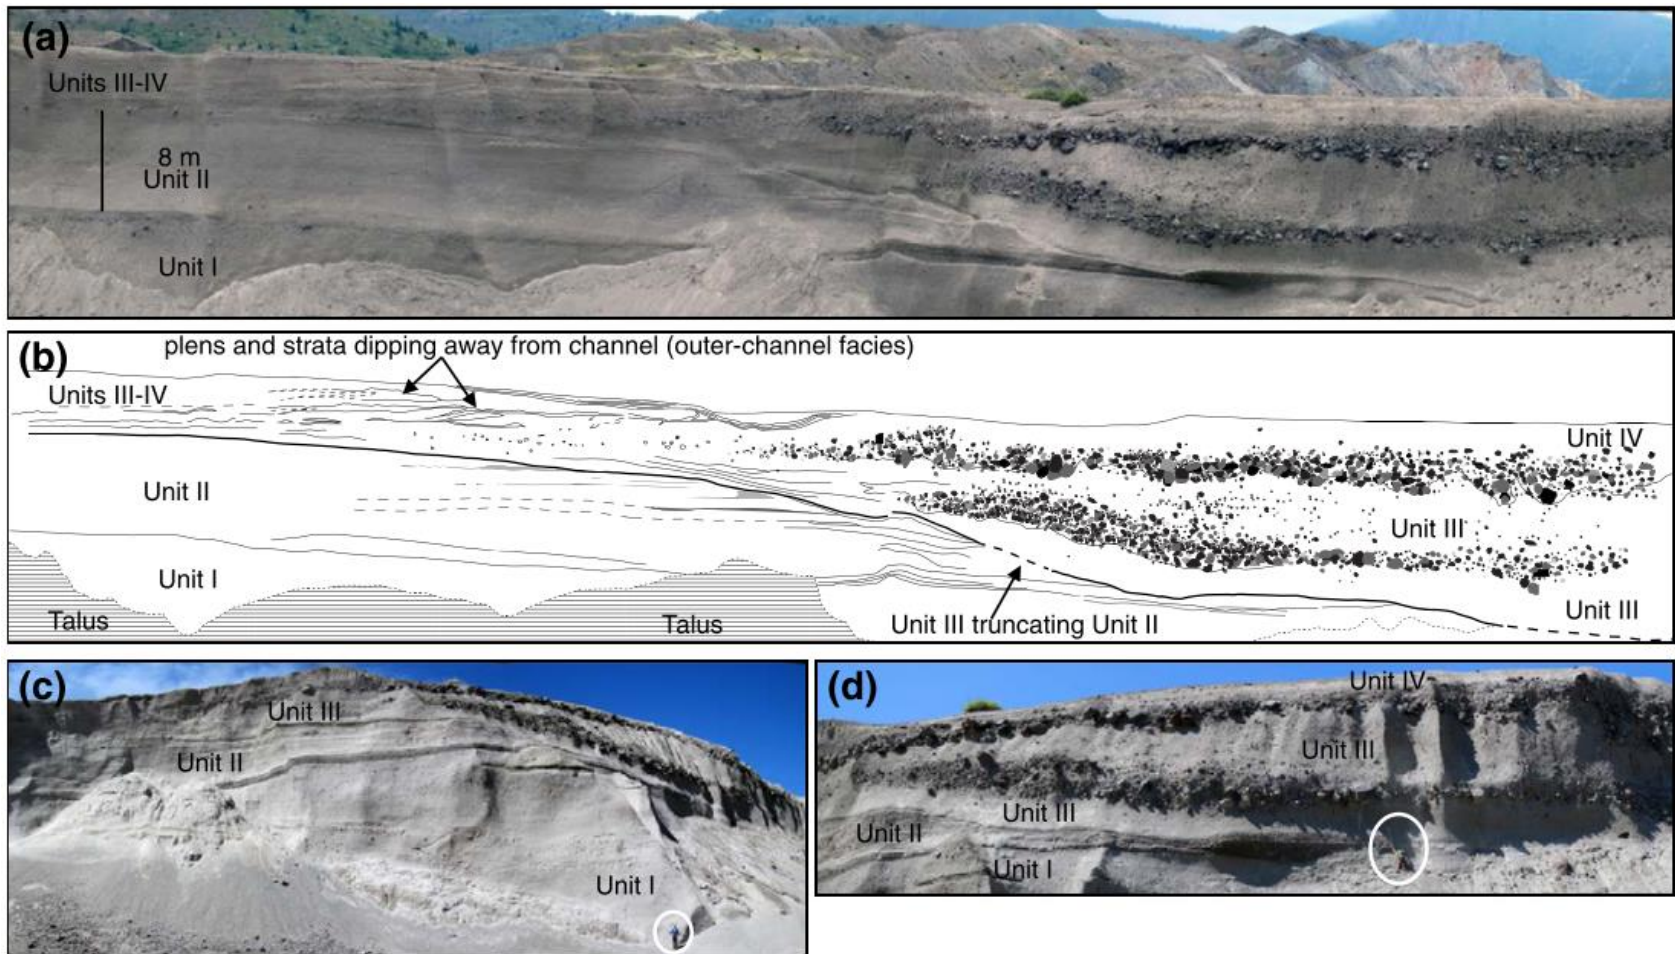 (a)
Units III-IV
8 m
Unit II
Unit I
(b)
plens and strata dipping away from channel (outer-channel facies)
Units III-IV
Unit IV
Unit II
Unit III
Unit I
Unit III
Talus
Talus
Unit III truncating Unit II
(c)
Unit III
Unit II
Unit I
(d)
Unit IV
Unit III
Unit III
Unit II
Unit I